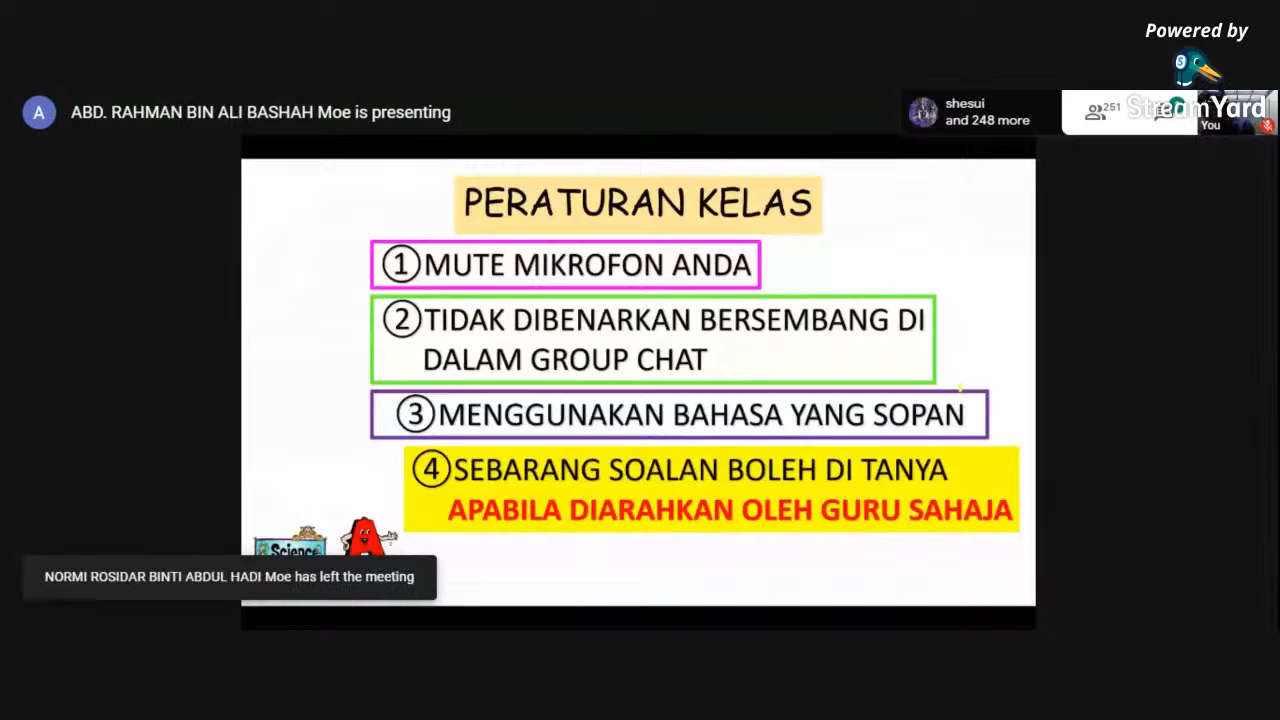 Powered by
StreamYard
A ABD. RAHMAN BIN ALI BASHAH Moe is presenting
shesui
and 248 more
251
You
PERATURAN KELAS
1 MUTE MIKROFON ANDA
2 TIDAK DIBENARKAN BERSEMBANG DI
DALAM GROUP CHAT
3 MENGGUNAKAN BAHASA YANG SOPAN
4 SEBARANG SOALAN BOLEH DI TANYA
APABILA DIARAHKAN OLEH GURU SAHAJA
Science
A
NORMI ROSIDAR BINTI ABDUL HADI Moe has left the meeting